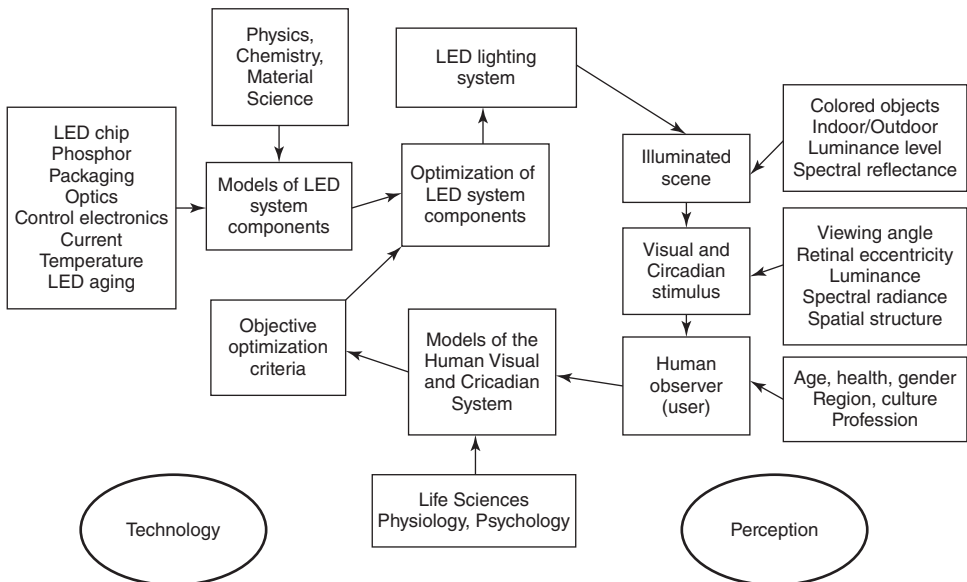 Physics,
Chemistry,
Material
Science
LED lighting
system
LED chip
Phosphor
Packaging
Optics
Control electronics
Current
Temperature
LED aging
Models of LED
system
components
Optimization of
LED system
components
Illuminated
scene
Colored objects
Indoor/Outdoor
Luminance level
Spectral reflectance
Visual and
Circadian
stimulus
Viewing angle
Retinal eccentricity
Luminance
Spectral radiance
Spatial structure
Objective
optimization
criteria
Models of the
Human Visual
and Cricadian
System
Human
observer
(user)
Age, health, gender
Region, culture
Profession
Life Sciences
Physiology, Psychology
Technology
Perception